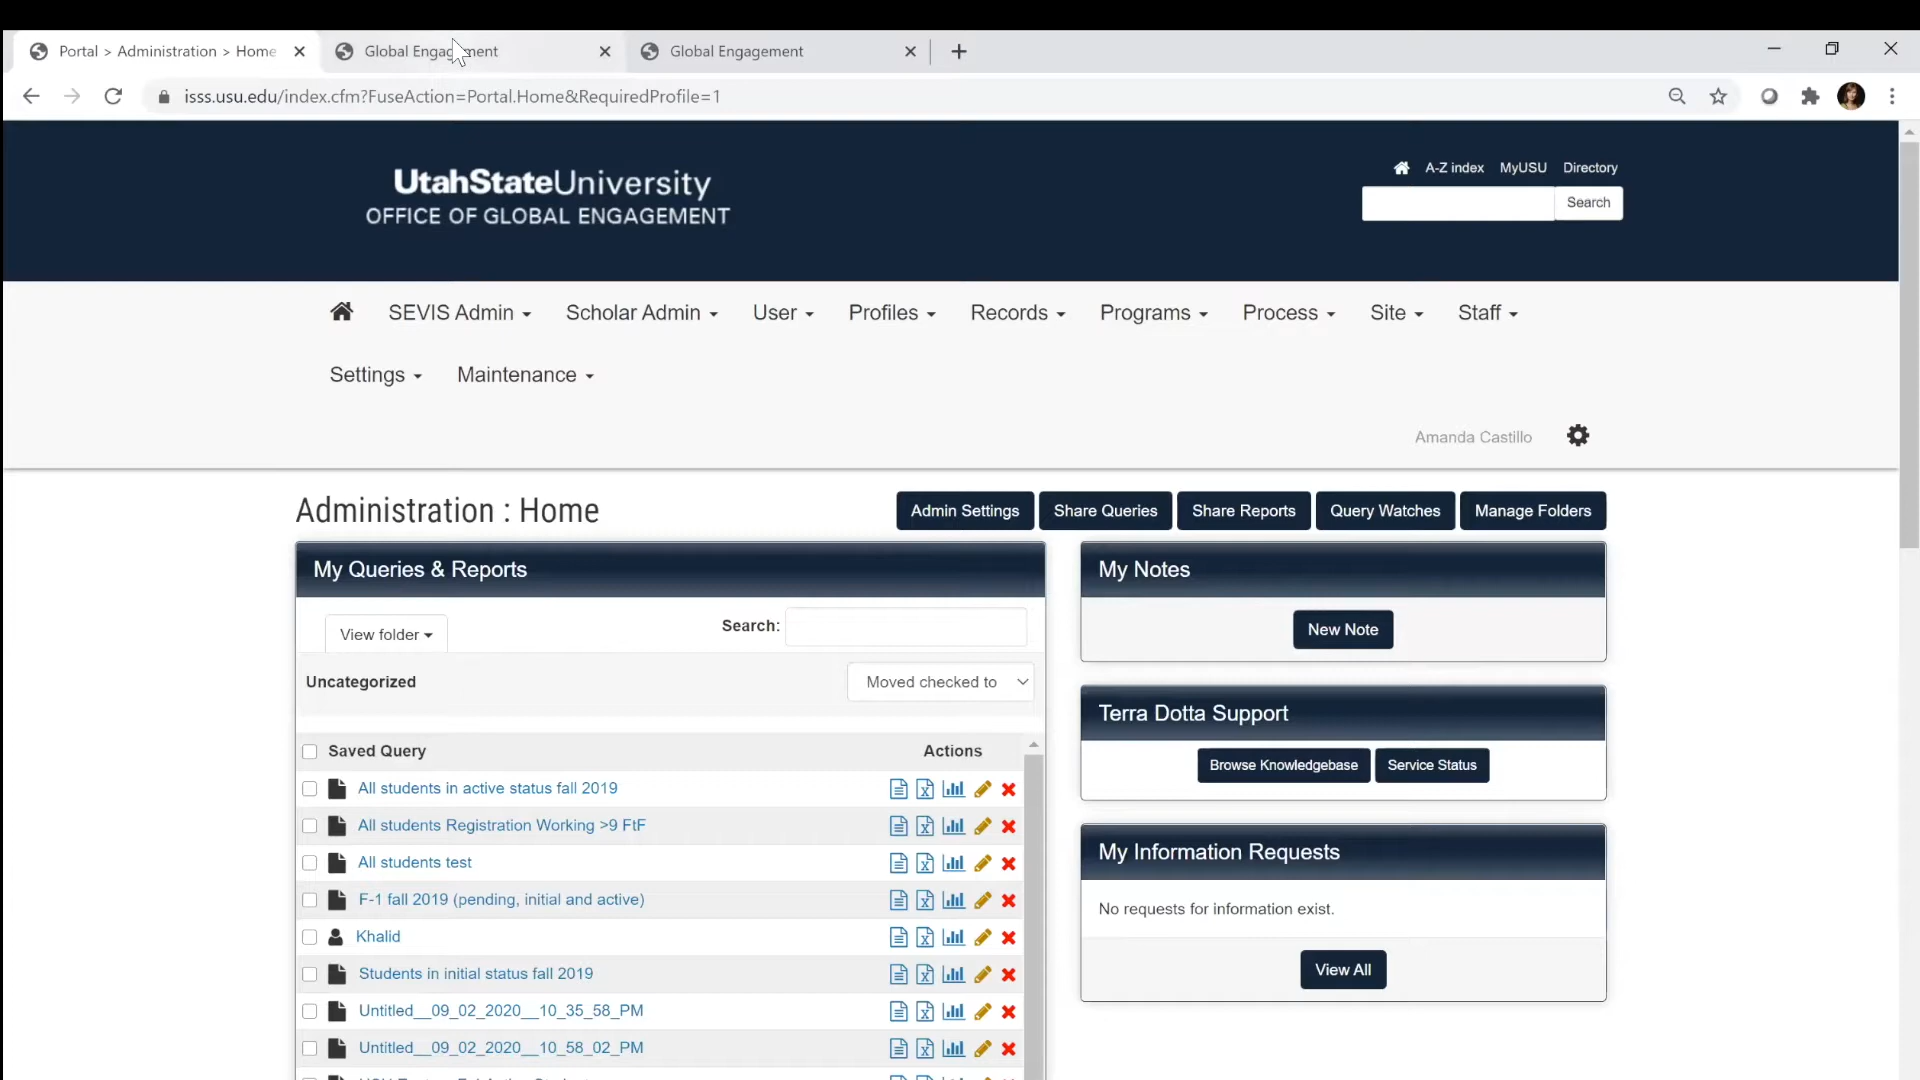 Portal > Administration > Home
Global Engagement
Global Engagement
isss.usu.edu/index.cfm?FuseAction=Portal.Home&RequiredProfile=1
UtahStateUniversity
OFFICE OF GLOBAL ENGAGEMENT
A-Z index MyUSU Directory
Search
SEVIS Admin Scholar Admin User Profiles Records Programs Process Site Staff
Settings Maintenance
Amanda Castillo
Administration : Home
Admin Settings Share Queries Share Reports Query Watches Manage Folders
My Queries & Reports
View folder
Search:
Uncategorized
Moved checked to
Saved Query Actions
All students in active status fall 2019
All students Registration Working >9 FtF
All students test
F-1 fall 2019 (pending, initial and active)
Khalid
Students in initial status fall 2019
Untitled__09_02_2020__10_35_58_PM
Untitled__09_02_2020__10_58_02_PM
My Notes
New Note
Terra Dotta Support
Browse Knowledgebase Service Status
My Information Requests
No requests for information exist.
View All